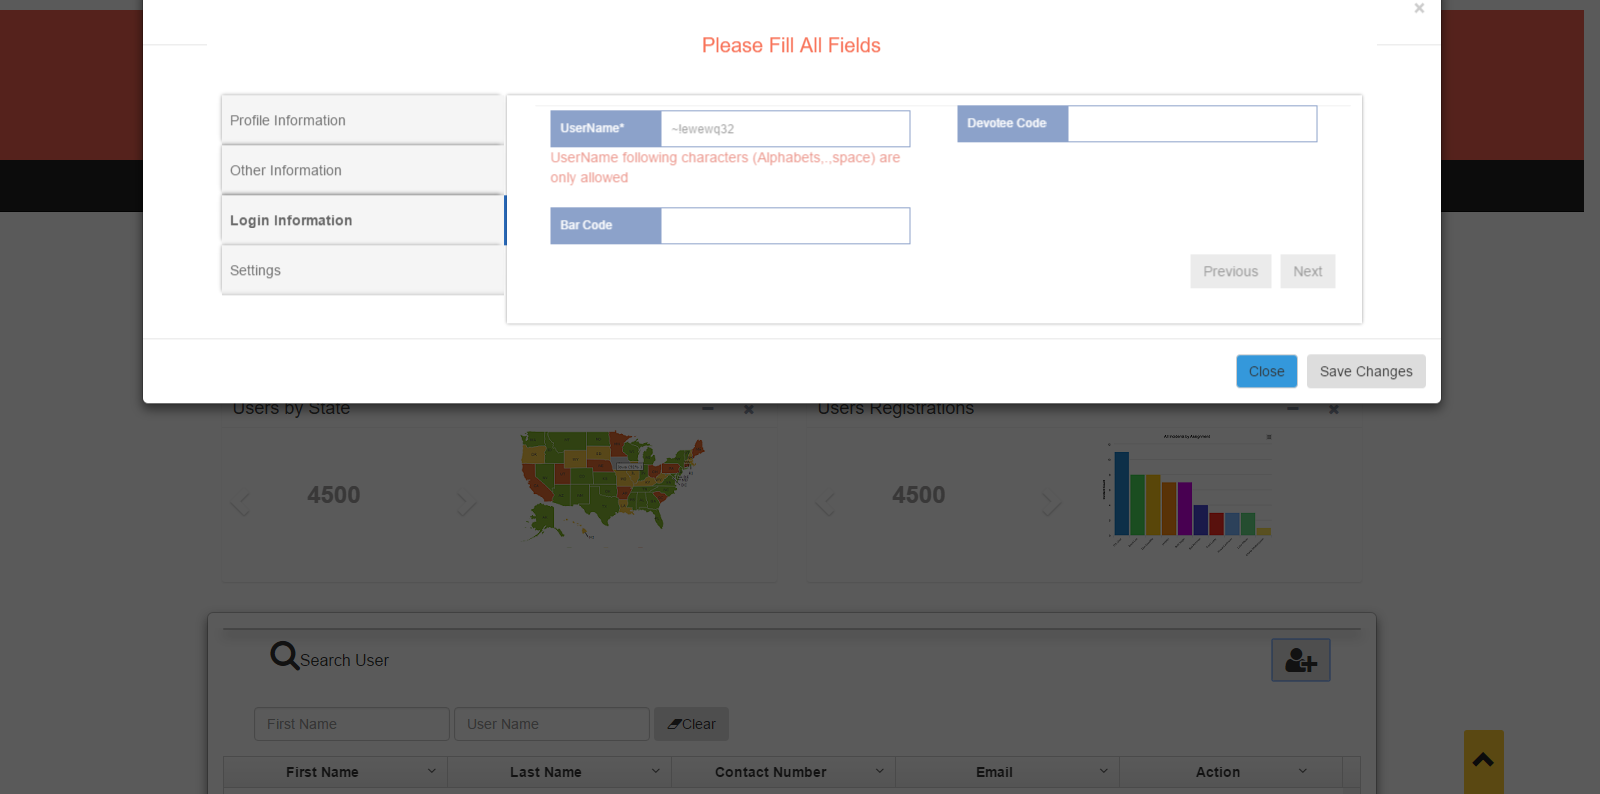 ×
Please Fill All Fields
Profile Information
Other Information
Login Information
Settings
UserName*
~!ewewq32
Devotee Code
UserName following characters (Alphabets,.,space) are
only allowed
Bar Code
Previous
Next
Close
Save Changes
Users by State
Users Registrations
4500
4500
Search User
First Name
User Name
Clear
First Name
Last Name
Contact Number
Email
Action